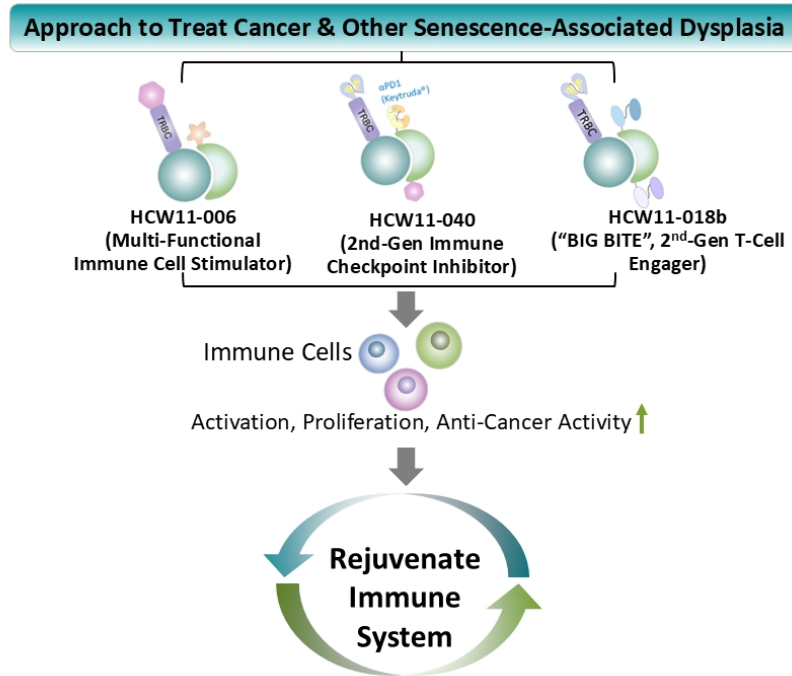 Approach to Treat Cancer & Other Senescence-Associated Dysplasia
TRBC
αPD1
(Keytruda®)
TRBC
TRBC
HCW11-006
(Multi-Functional
Immune Cell Stimulator)
HCW11-040
(2nd-Gen Immune
Checkpoint Inhibitor)
HCW11-018b
(“BIG BITE”, 2nd-Gen T-Cell
Engager)
Immune Cells
Activation, Proliferation, Anti-Cancer Activity
Rejuvenate
Immune
System